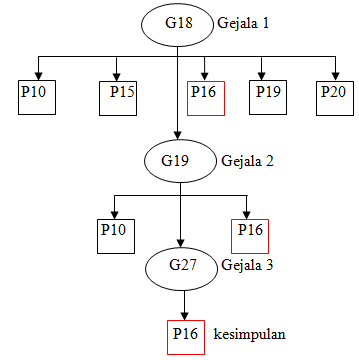 G18 Gejala 1
P10 P15 P16 P19 P20
G19 Gejala 2
P10 P16
G27 Gejala 3
P16 kesimpulan